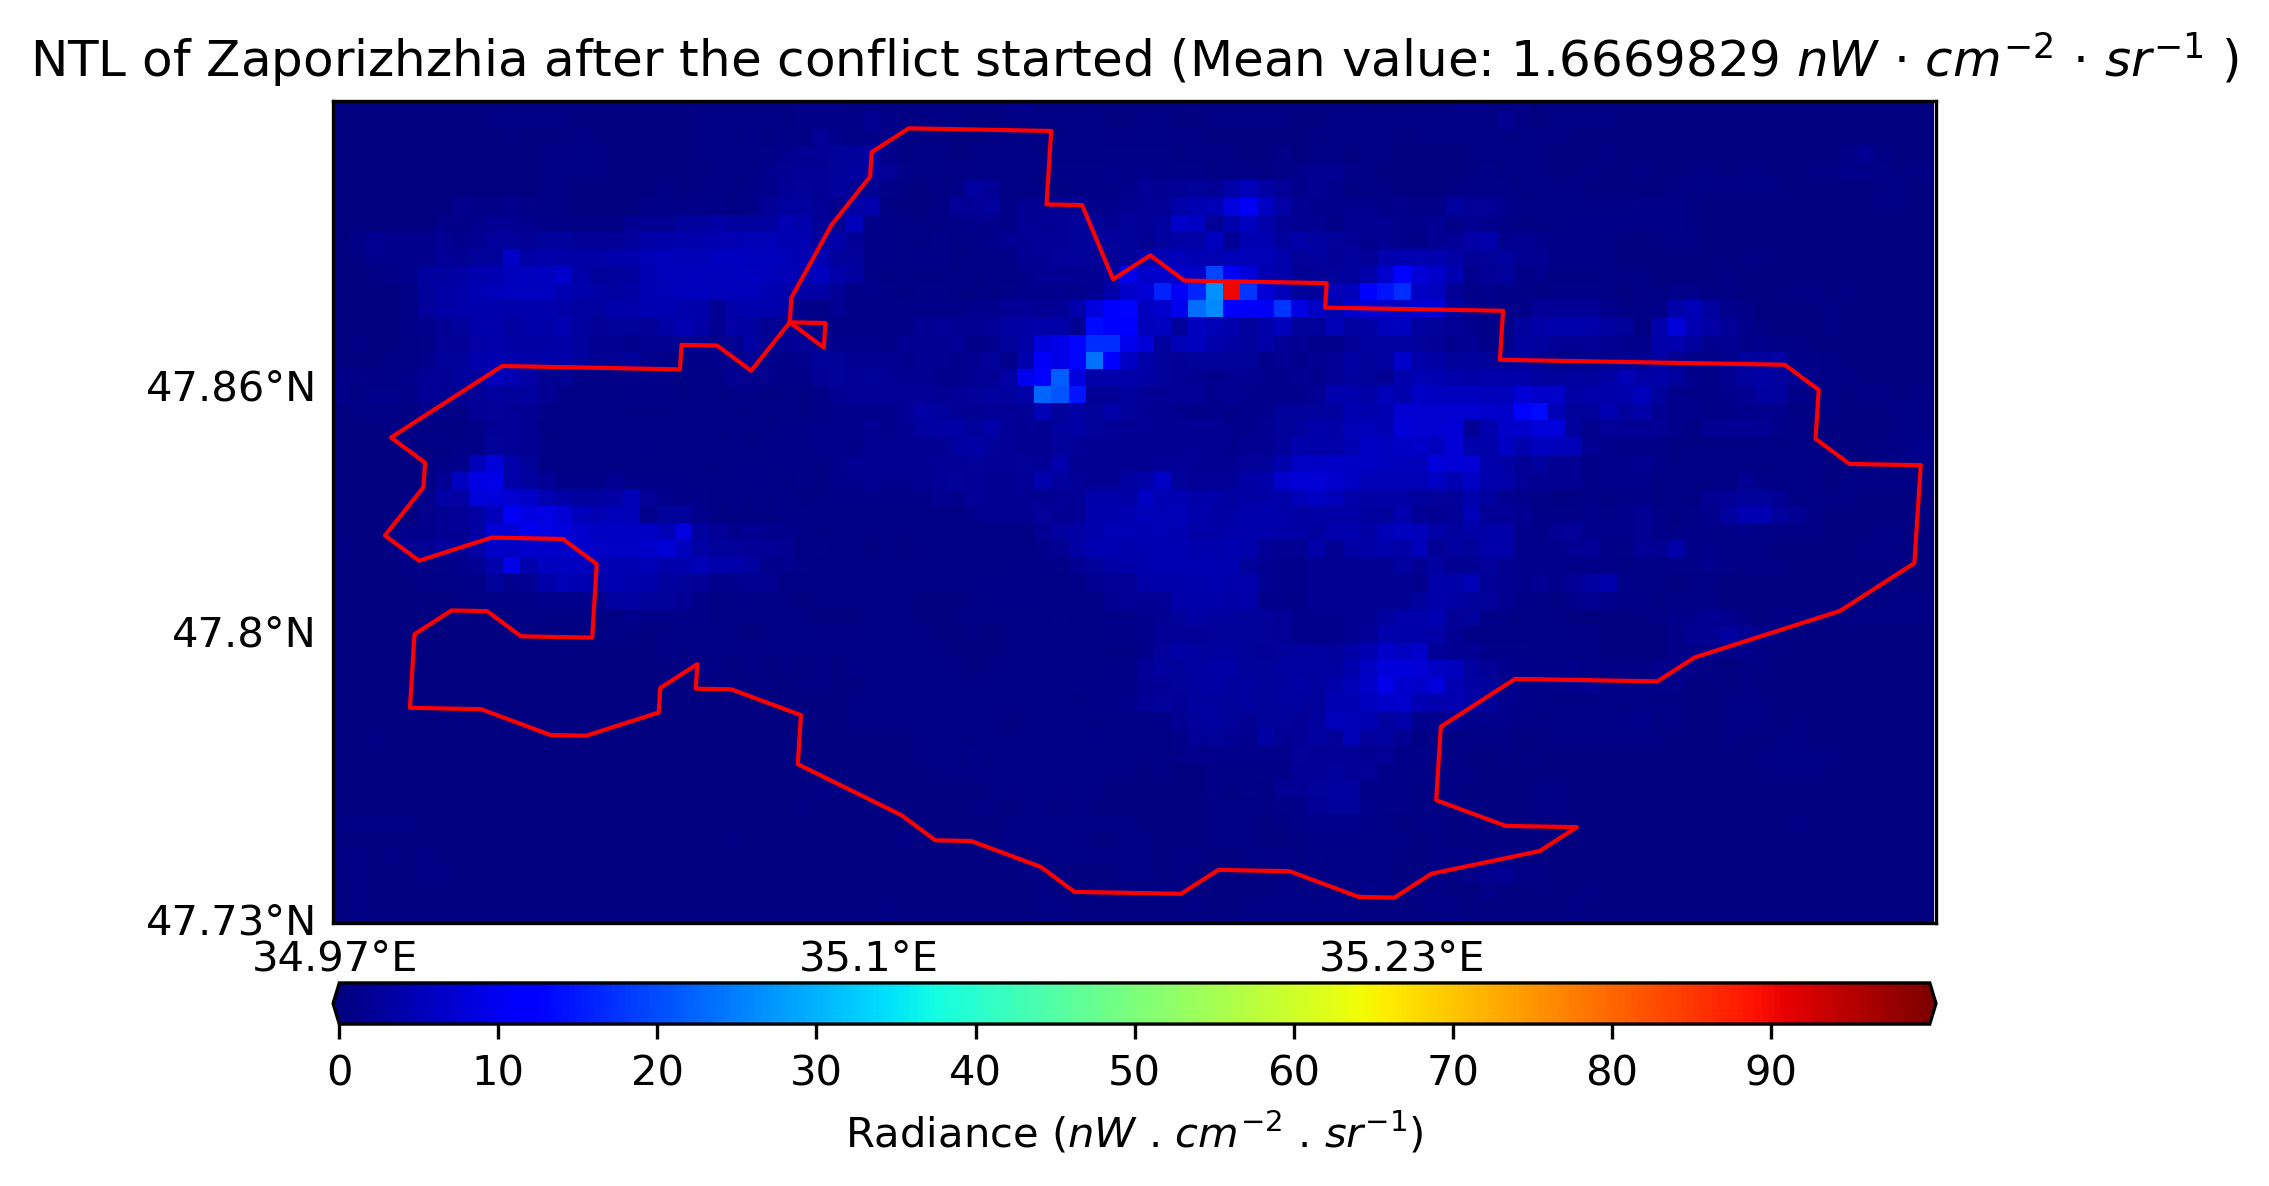 NTL of Zaporizhzhia after the conflict started (Mean value: 1.6669829 nW · cm⁻² · sr⁻¹ )
47.86°N
47.8°N
47.73°N
34.97°E 35.1°E 35.23°E
0 10 20 30 40 50 60 70 80 90
Radiance (nW . cm⁻² . sr⁻¹)